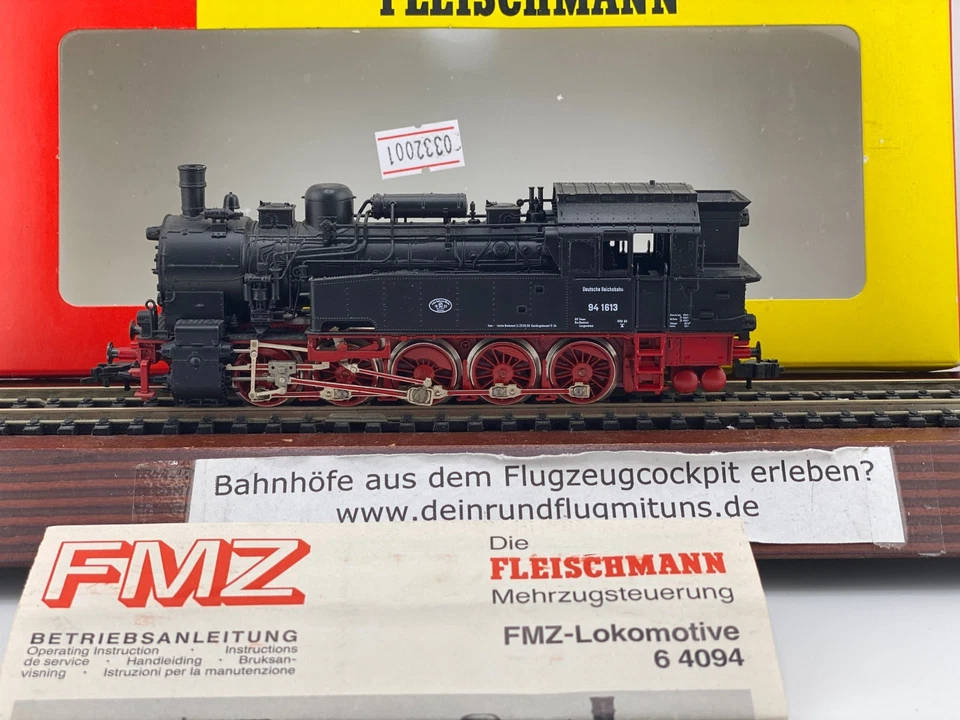 FLEISCHMANN
0332001
Deutsche Reichsbahn
94 1613
Bahnhöfe aus dem Flugzeugcockpit erleben?
www.deinrundflugmituns.de
FMZ
BETRIEBSANLEITUNG
Operating Instruction · Instructions
de service · Handleiding · Bruksan-
visning · Istruzioni per la manutenzione
Die
FLEISCHMANN
Mehrzugsteuerung
FMZ-Lokomotive
6 4094